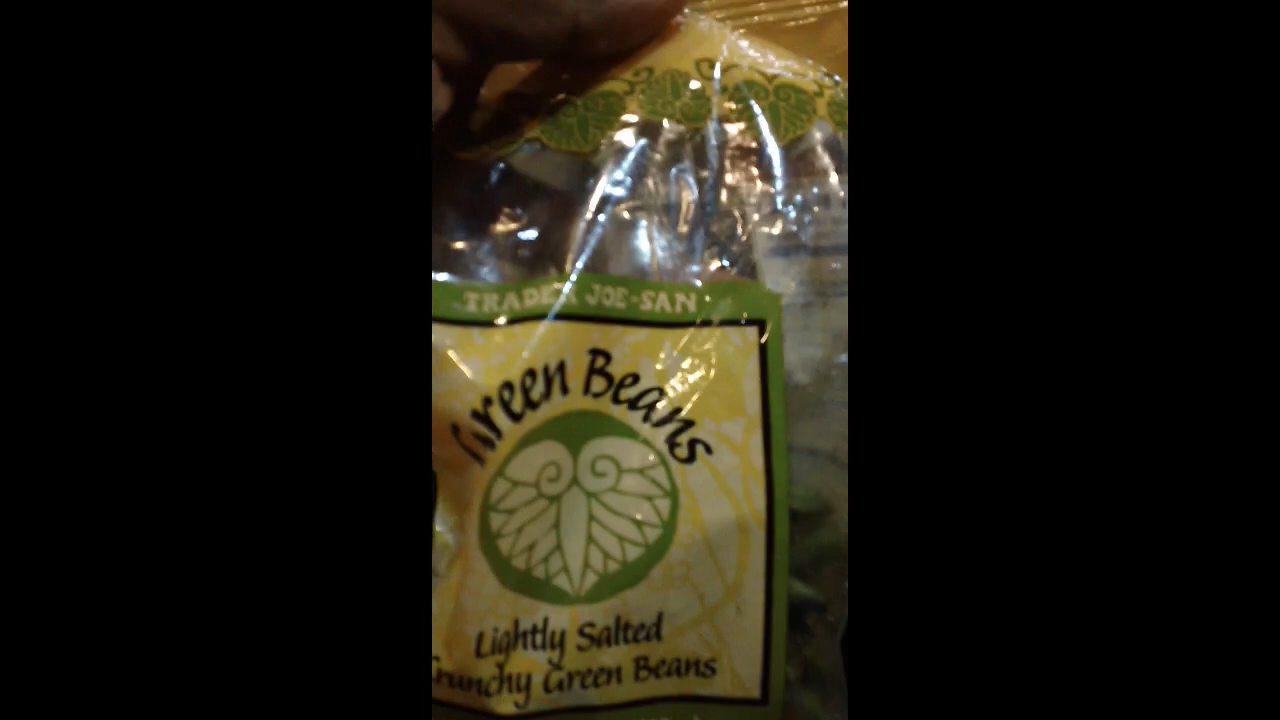 TRADER JOE-SAN
Green Beans
Lightly Salted
Crunchy Green Beans